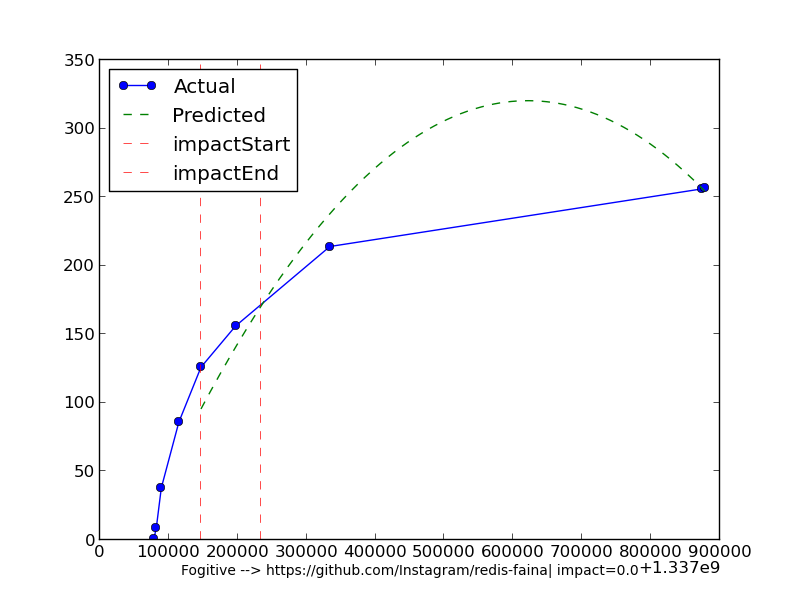 350
300
250
200
150
100
50
0
Actual
Predicted
impactStart
impactEnd
0 100000 200000 300000 400000 500000 600000 700000 800000 900000
+1.337e9
Fogitive --> https://github.com/Instagram/redis-faina| impact=0.0